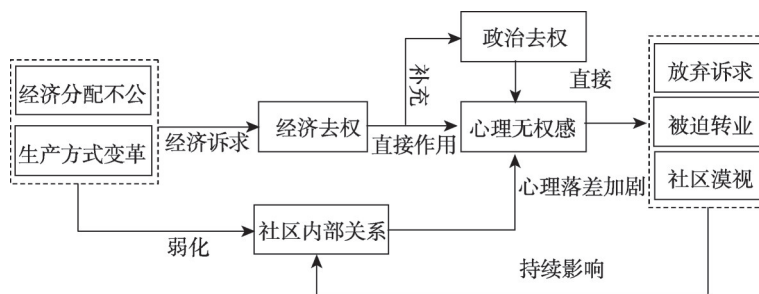 政治去权
放弃诉求
直接
补充
经济分配不公
经济去权
心理无权感
被迫转业
生产方式变革
经济诉求
直接作用
社区漠视
心理落差加剧
社区内部关系
弱化
持续影响